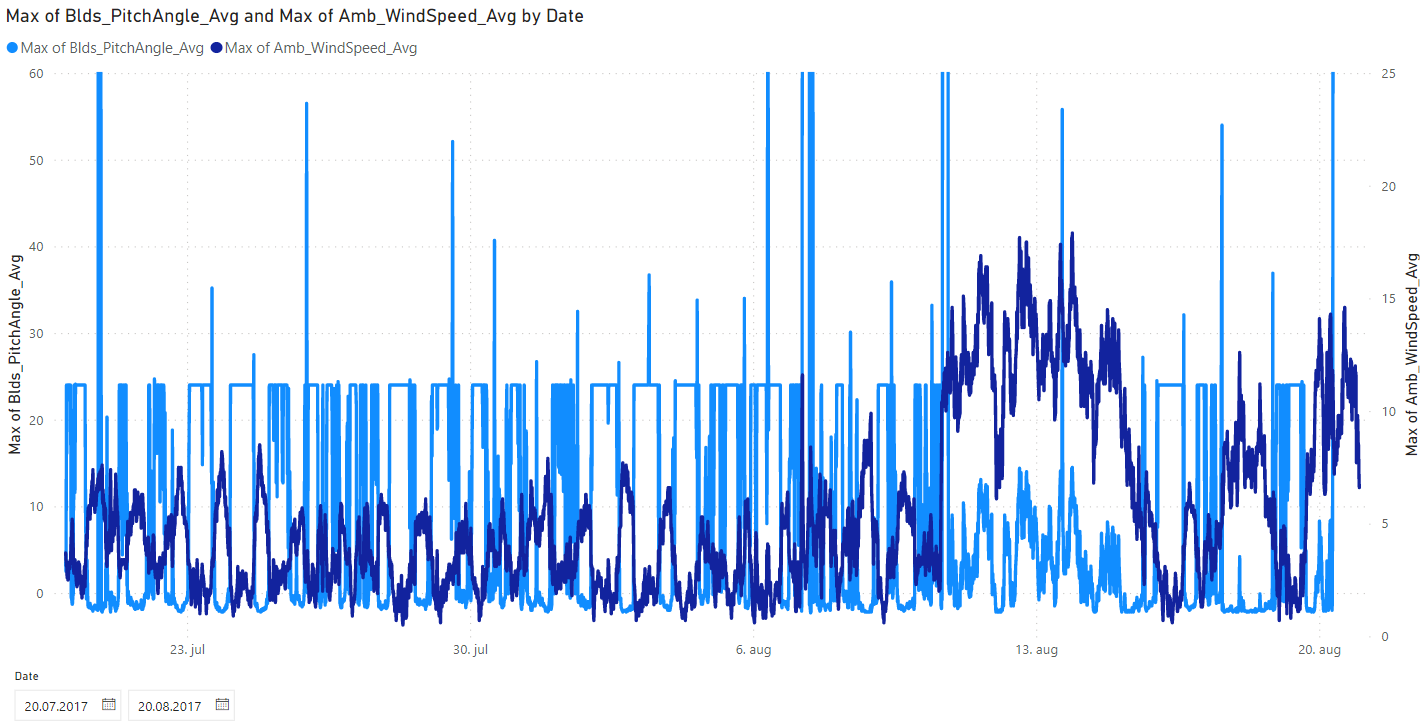 Max of Blds_PitchAngle_Avg and Max of Amb_WindSpeed_Avg by Date
Max of Blds_PitchAngle_Avg Max of Amb_WindSpeed_Avg
60
50
40
30
20
10
0
Max of Blds_PitchAngle_Avg
25
20
15
10
5
0
Max of Amb_WindSpeed_Avg
23. jul 30. jul 6. aug 13. aug 20. aug
Date
20.07.2017 20.08.2017